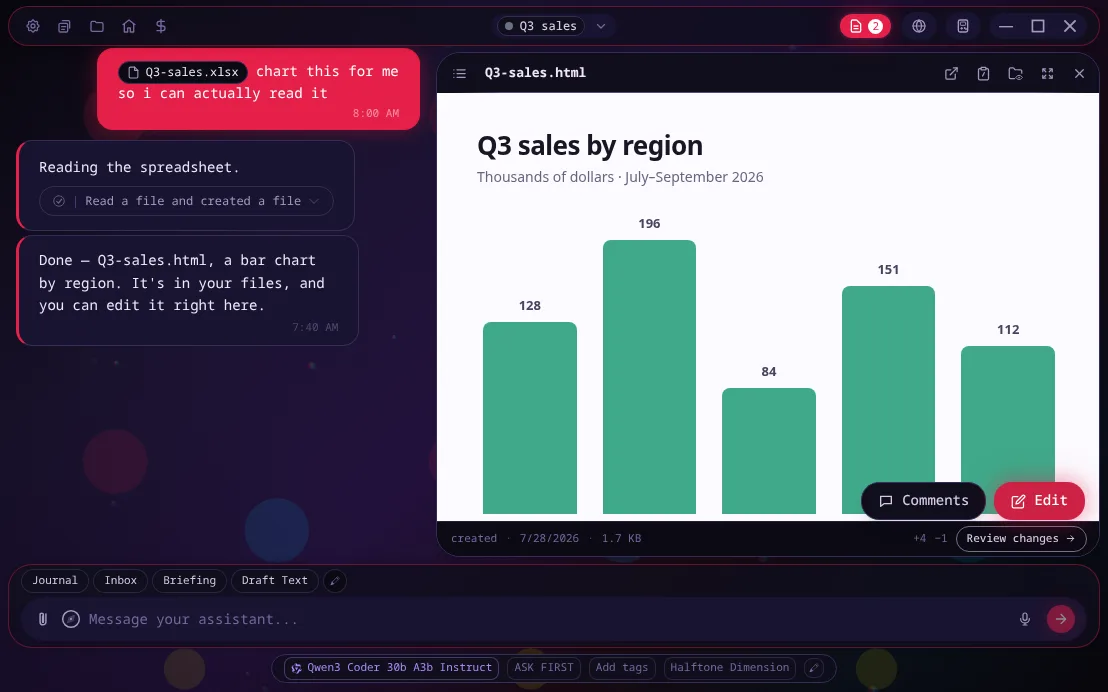 Q3 sales
2
Q3-sales.xlsx chart this for me
so i can actually read it
8:00 AM
Reading the spreadsheet.
Read a file and created a file
Done — Q3-sales.html, a bar chart
by region. It's in your files, and
you can edit it right here.
7:40 AM
Q3-sales.html
Q3 sales by region
Thousands of dollars · July–September 2026
128
196
84
151
112
Comments
Edit
created · 7/28/2026 · 1.7 KB
+4 −1
Review changes →
Journal
Inbox
Briefing
Draft Text
Message your assistant...
Qwen3 Coder 30b A3b Instruct
ASK FIRST
Add tags
Halftone Dimension